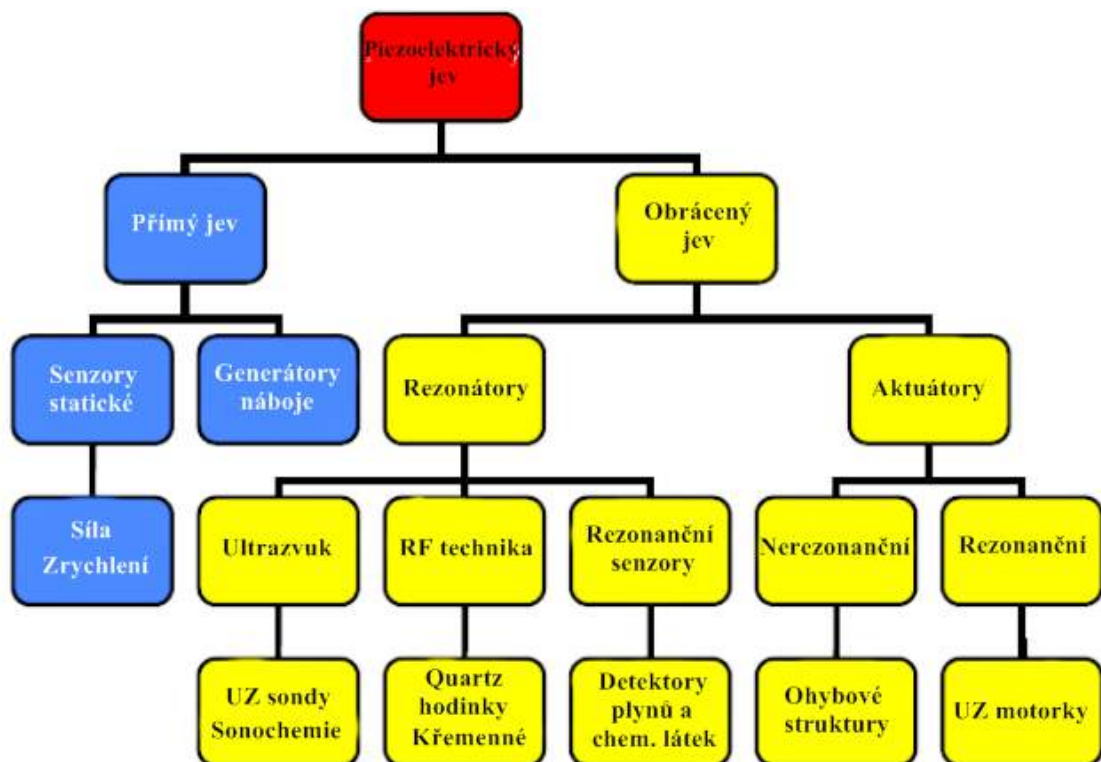 Piezoelektrický
jev
Přímý jev
Obrácený
jev
Senzory
statické
Generátory
náboje
Rezonátory
Aktuátory
Síla
Zrychlení
Ultrazvuk
RF technika
Rezonanční
senzory
Nerezonanční
Rezonanční
UZ sondy
Sonochemie
Quartz
hodinky
Křemenné
Detektory
plynů a
chem. látek
Ohybové
struktury
UZ motorky